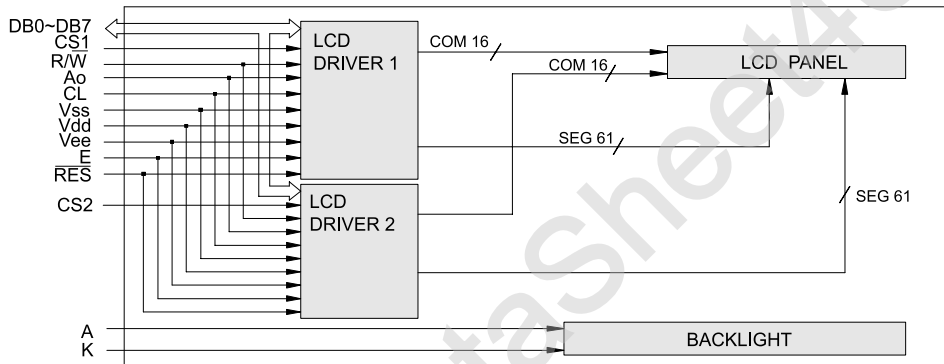 DB0~DB7
CS1
R/W̅
Ao
CL
Vss
Vdd
Vee
E
R̅E̅S̅
CS2
A
K
LCD
DRIVER 1
LCD
DRIVER 2
COM 16
COM 16
SEG 61
SEG 61
LCD PANEL
BACKLIGHT